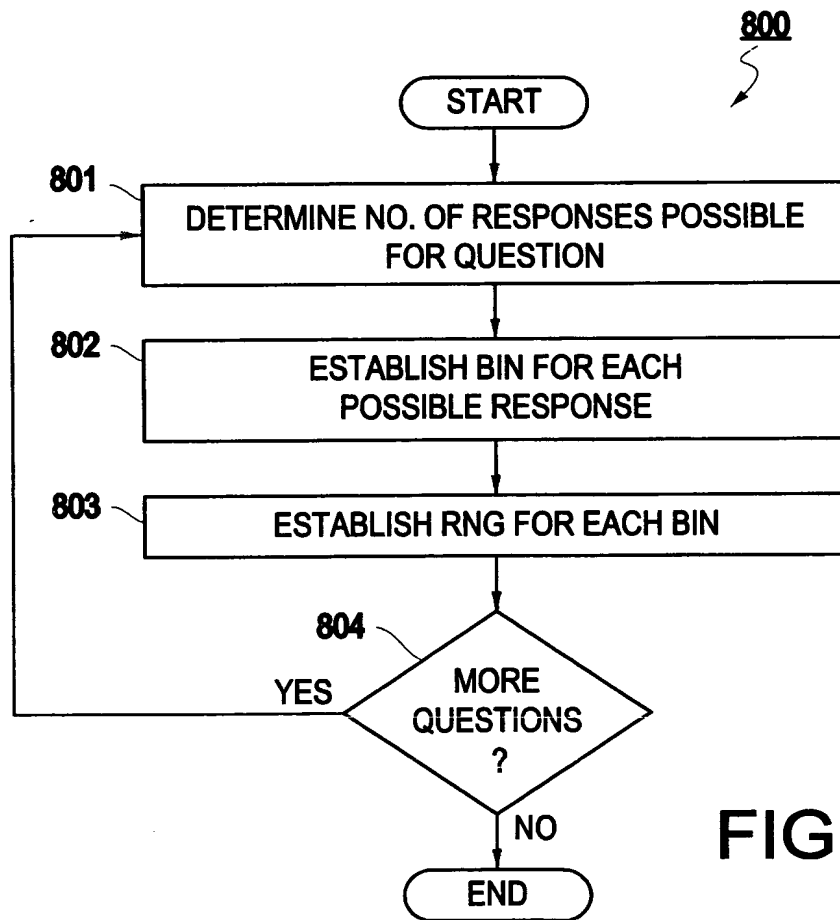 800
START
801
DETERMINE NO. OF RESPONSES POSSIBLE
FOR QUESTION
802
ESTABLISH BIN FOR EACH
POSSIBLE RESPONSE
803
ESTABLISH RNG FOR EACH BIN
804
YES
MORE
QUESTIONS
?
NO
FIG
END